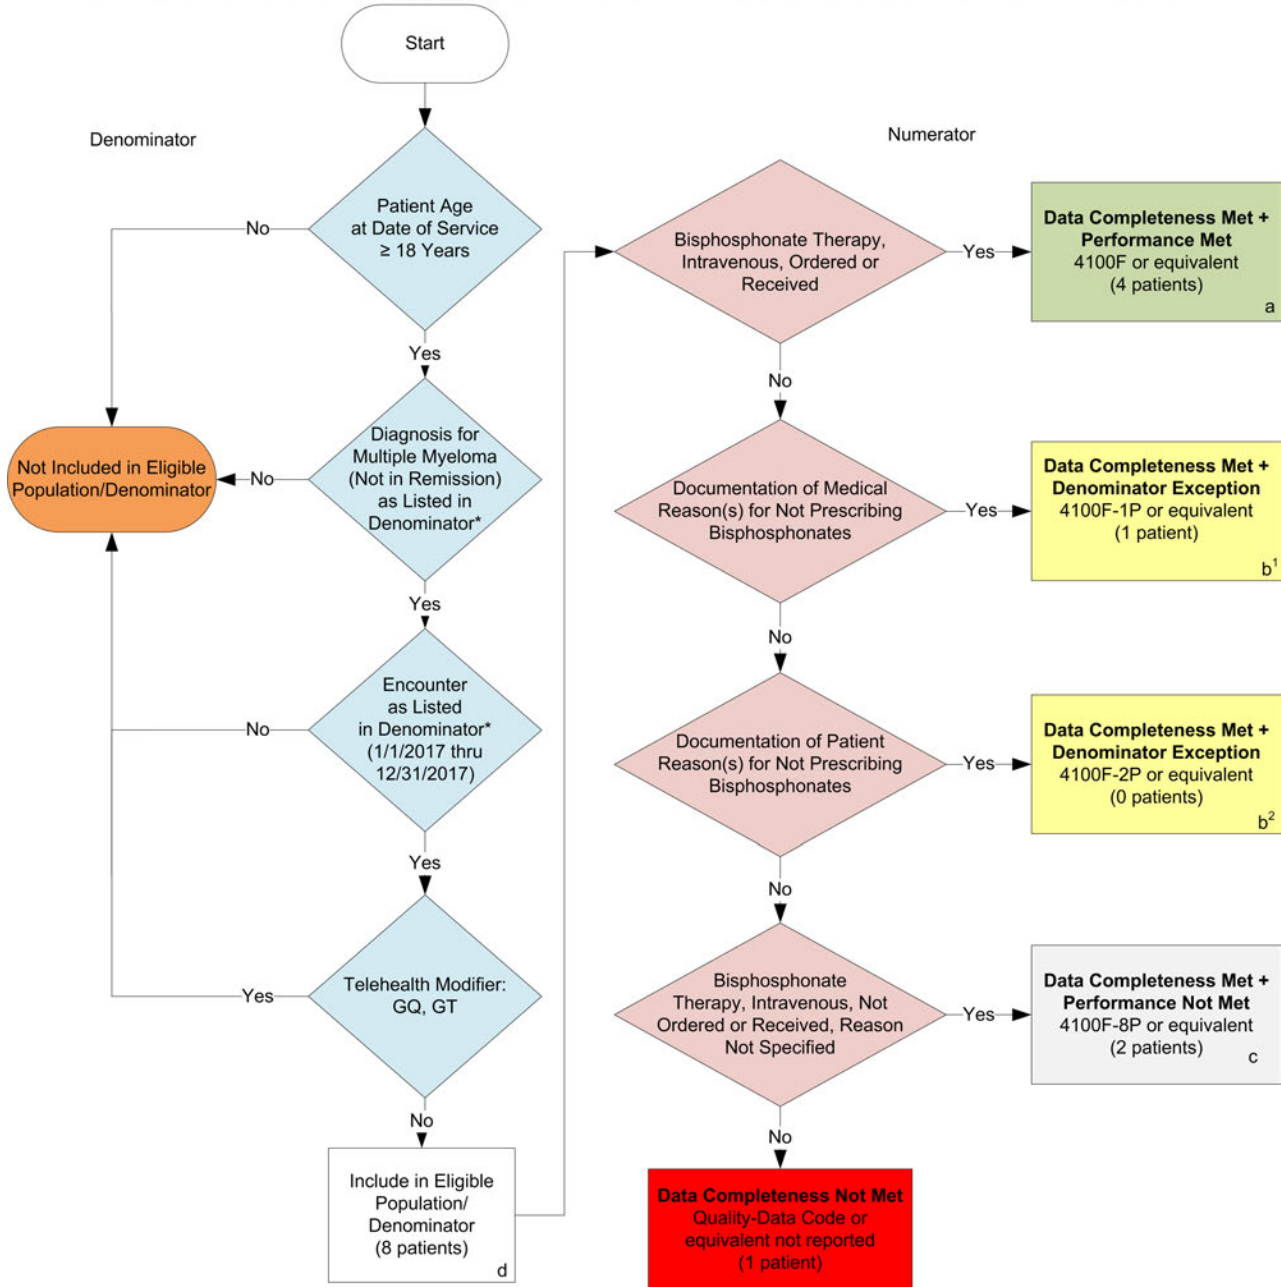 Start
Denominator
Patient Age
at Date of Service
≥ 18 Years
No
Yes
Diagnosis for
Multiple Myeloma
(Not in Remission)
as Listed in
Denominator*
No
Not Included in Eligible
Population/Denominator
Yes
Encounter
as Listed
in Denominator*
(1/1/2017 thru
12/31/2017)
No
Yes
Telehealth Modifier:
GQ, GT
Yes
No
Include in Eligible
Population/
Denominator
(8 patients)
d
Numerator
Bisphosphonate Therapy,
Intravenous, Ordered or
Received
Yes
Data Completeness Met +
Performance Met
4100F or equivalent
(4 patients)
a
No
Documentation of Medical
Reason(s) for Not Prescribing
Bisphosphonates
Yes
Data Completeness Met +
Denominator Exception
4100F-1P or equivalent
(1 patient)
b¹
No
Documentation of Patient
Reason(s) for Not Prescribing
Bisphosphonates
Yes
Data Completeness Met +
Denominator Exception
4100F-2P or equivalent
(0 patients)
b²
No
Bisphosphonate
Therapy, Intravenous, Not
Ordered or Received, Reason
Not Specified
Yes
Data Completeness Met +
Performance Not Met
4100F-8P or equivalent
(2 patients)
c
No
Data Completeness Not Met
Quality-Data Code or
equivalent not reported
(1 patient)